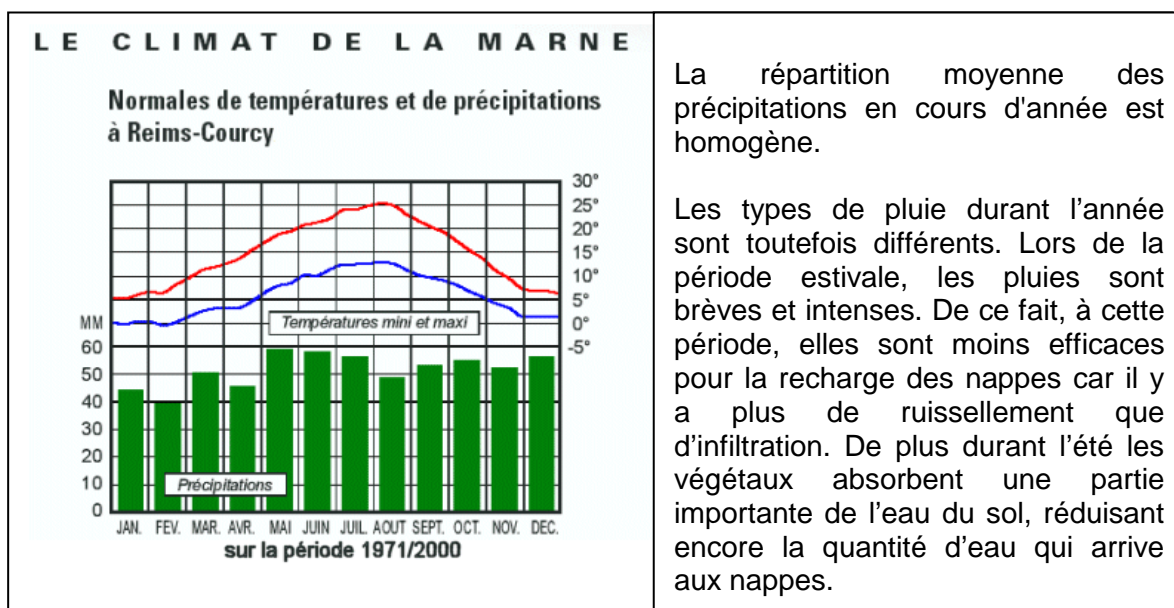 LE CLIMAT DE LA MARNE
Normales de températures et de précipitations
à Reims-Courcy
30°
25°
20°
15°
10°
5°
0°
-5°
MM
60
50
40
30
20
10
0
Températures mini et maxi
Précipitations
JAN. FEV. MAR. AVR. MAI JUIN JUIL. AOUT SEPT. OCT. NOV. DEC.
sur la période 1971/2000
La répartition moyenne des
précipitations en cours d'année est
homogène.
Les types de pluie durant l’année
sont toutefois différents. Lors de la
période estivale, les pluies sont
brèves et intenses. De ce fait, à cette
période, elles sont moins efficaces
pour la recharge des nappes car il y
a plus de ruissellement que
d’infiltration. De plus durant l’été les
végétaux absorbent une partie
importante de l’eau du sol, réduisant
encore la quantité d’eau qui arrive
aux nappes.